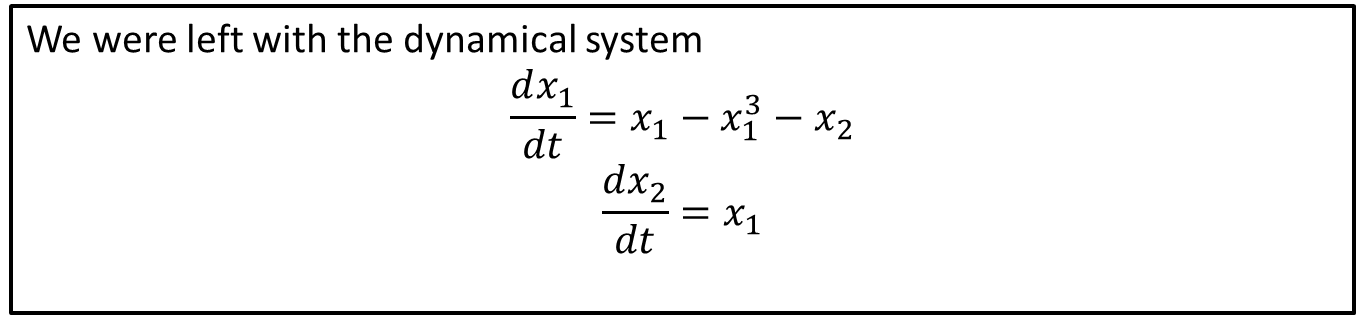 We were left with the dynamical system
𝑑𝑥₁/𝑑𝑡 = 𝑥₁ − 𝑥₁³ − 𝑥₂
𝑑𝑥₂/𝑑𝑡 = 𝑥₁